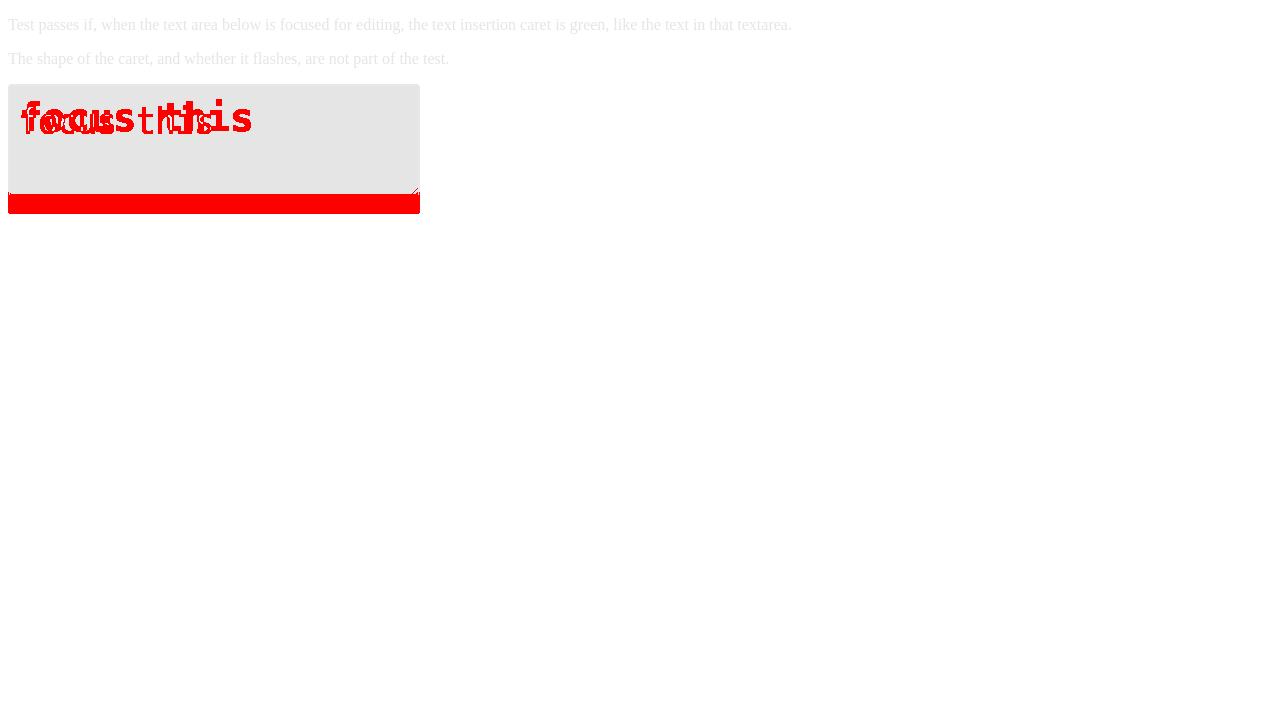 Test passes if, when the text area below is focused for editing, the text insertion caret is green, like the text in that textarea.
The shape of the caret, and whether it flashes, are not part of the test.
focus this
focus this